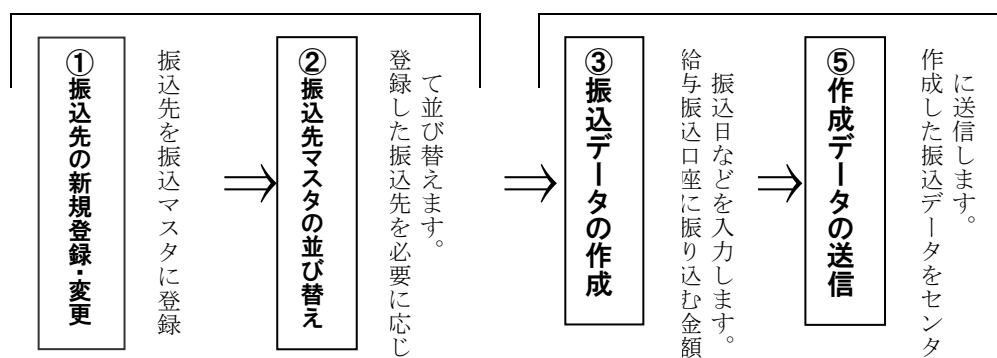 ①振込先の新規登録・変更
振込先を振込マスタに登録
②振込先マスタの並び替え
登録した振込先を必要に応じ
て並び替えます。
③振込データの作成
給与振込口座に振り込む金額
振込日などを入力します。
⑤作成データの送信
作成した振込データをセンタ
に送信します。